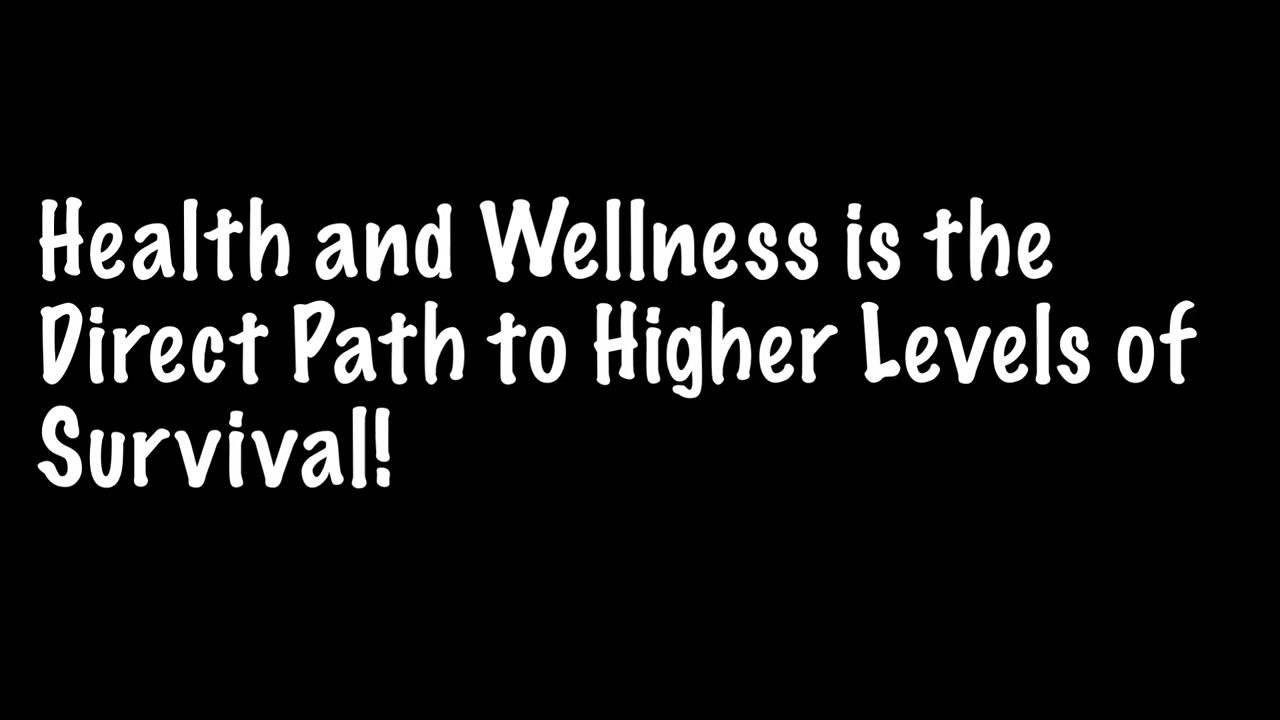 Health and Wellness is the
Direct Path to Higher Levels of
Survival!